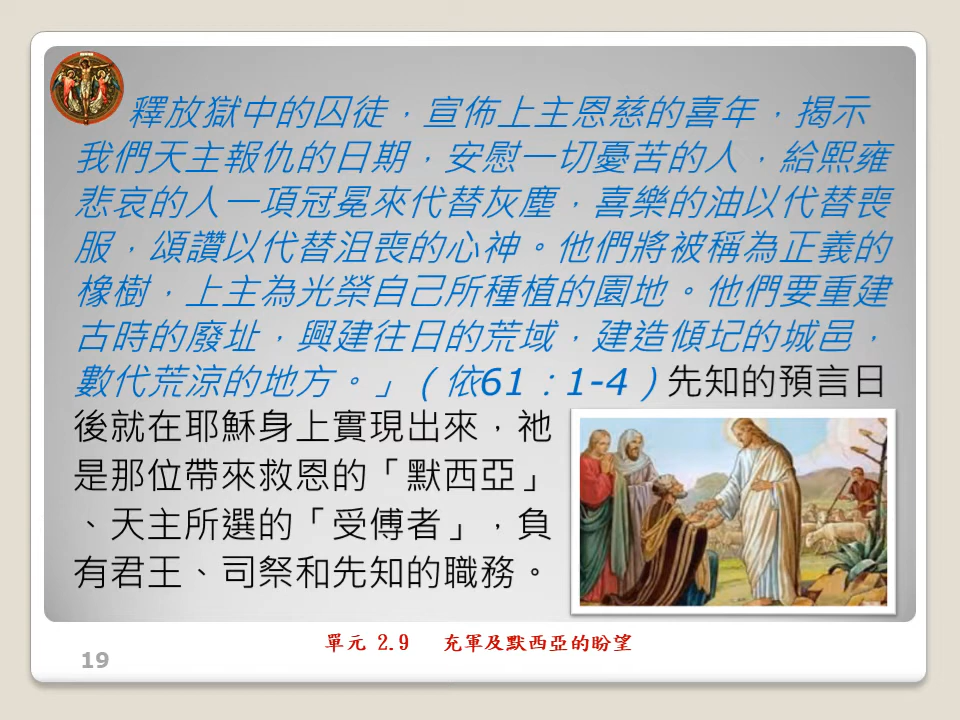 釋放獄中的囚徒，宣佈上主恩慈的喜年，揭示
我們天主報仇的日期，安慰一切憂苦的人，給熙雍
悲哀的人一項冠冕來代替灰塵，喜樂的油以代替喪
服，頌讚以代替沮喪的心神。他們將被稱為正義的
橡樹，上主為光榮自己所種植的園地。他們要重建
古時的廢址，興建往日的荒域，建造傾圮的城邑，
數代荒涼的地方。」（依61：1-4）先知的預言日
後就在耶穌身上實現出來，祂
是那位帶來救恩的「默西亞」
、天主所選的「受傅者」，負
有君王、司祭和先知的職務。
單元 2.9 充軍及默西亞的盼望
19